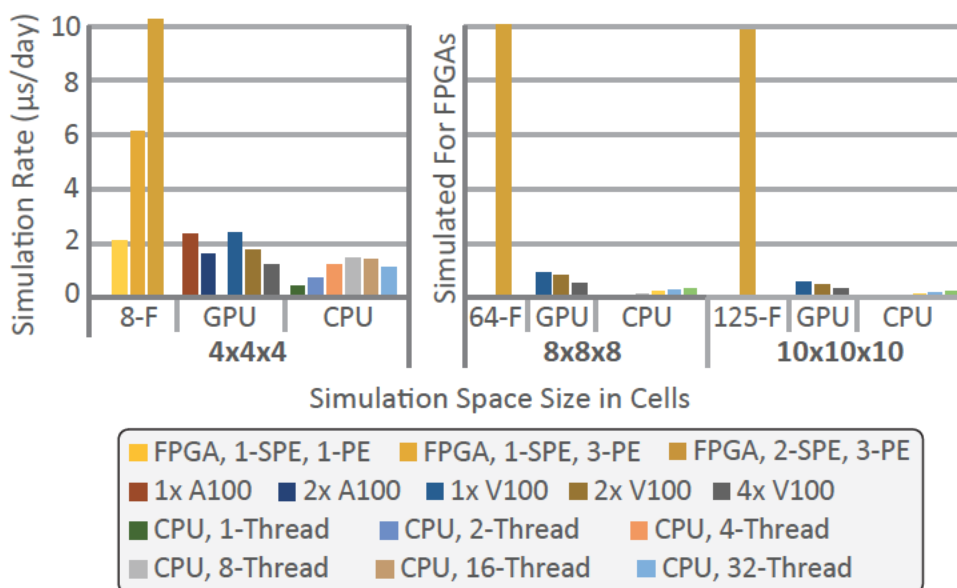 Simulation Rate (µs/day)
10
8
6
4
2
0
8-F GPU CPU
4x4x4
Simulated For FPGAs
64-F GPU CPU 125-F GPU CPU
8x8x8 10x10x10
Simulation Space Size in Cells
FPGA, 1-SPE, 1-PE FPGA, 1-SPE, 3-PE FPGA, 2-SPE, 3-PE
1x A100 2x A100 1x V100 2x V100 4x V100
CPU, 1-Thread CPU, 2-Thread CPU, 4-Thread
CPU, 8-Thread CPU, 16-Thread CPU, 32-Thread